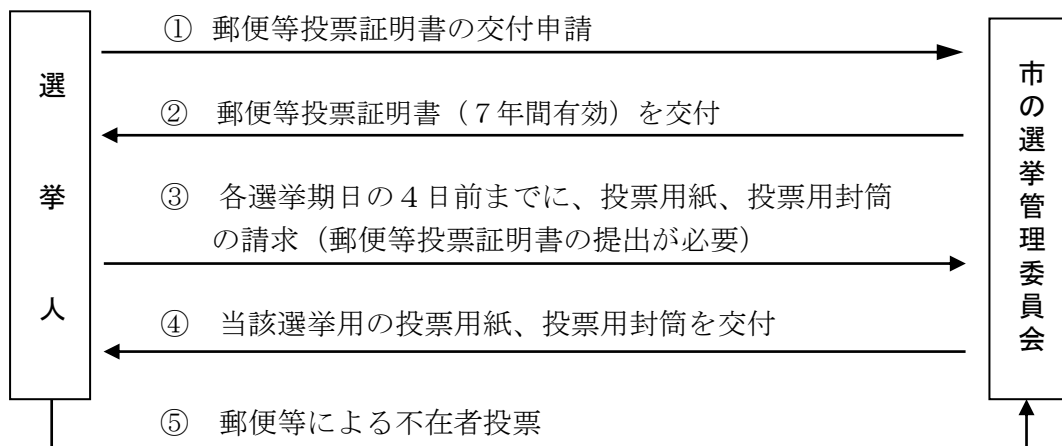 選挙人
① 郵便等投票証明書の交付申請
② 郵便等投票証明書（７年間有効）を交付
③ 各選挙期日の４日前までに、投票用紙、投票用封筒
の請求（郵便等投票証明書の提出が必要）
④ 当該選挙用の投票用紙、投票用封筒を交付
⑤ 郵便等による不在者投票
市の選挙管理委員会